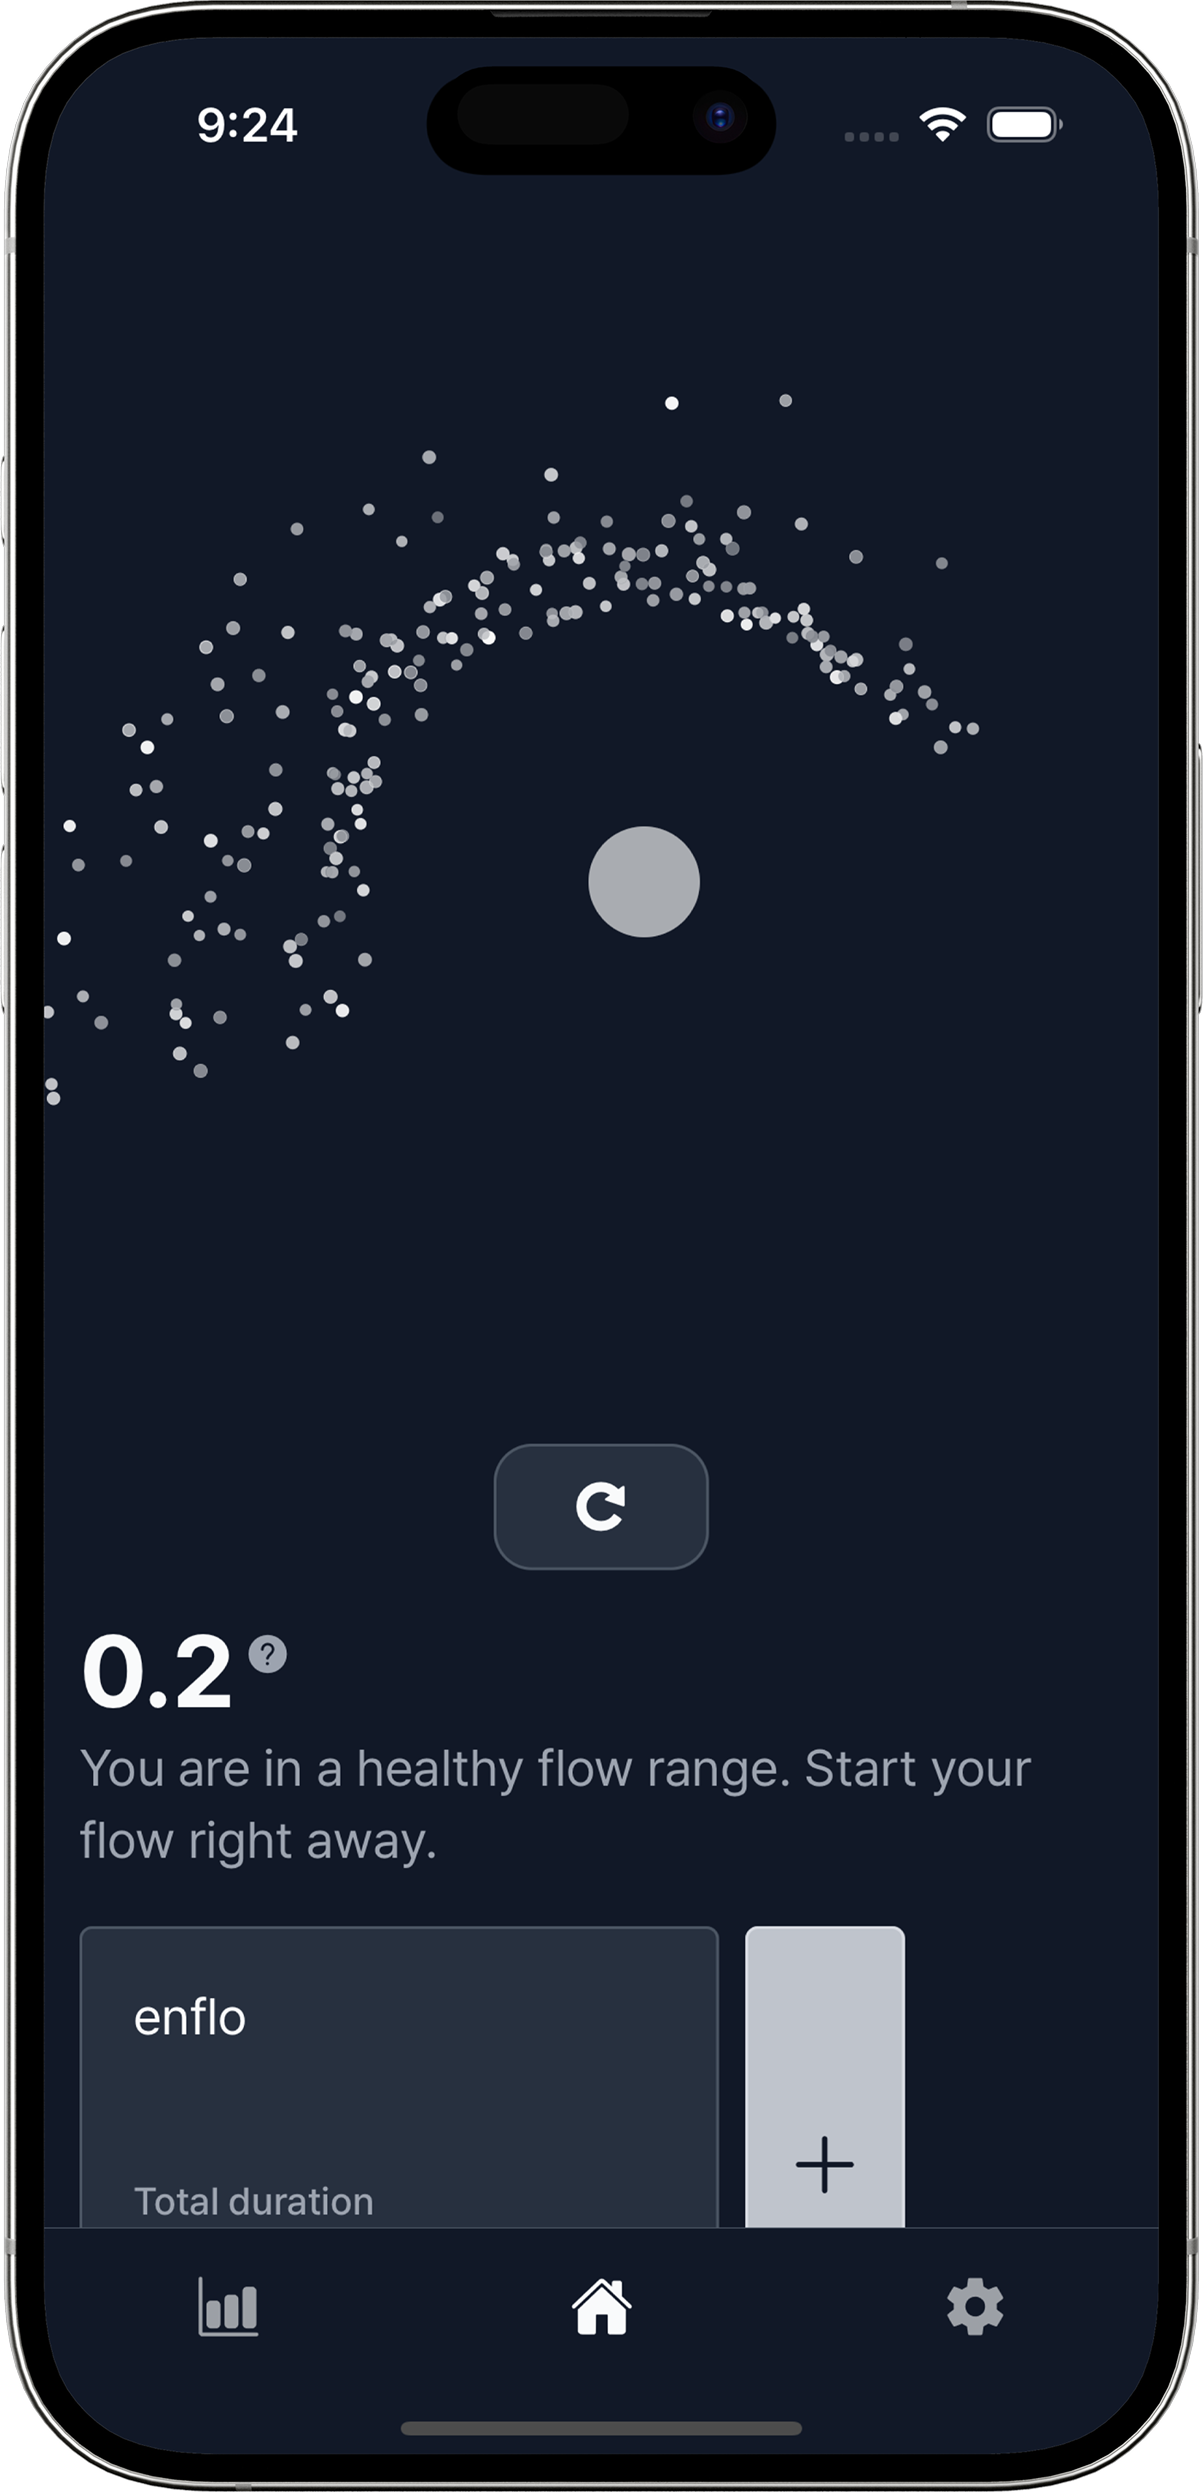 9:24
0.2 ?
You are in a healthy flow range. Start your
flow right away.
enflo
Total duration